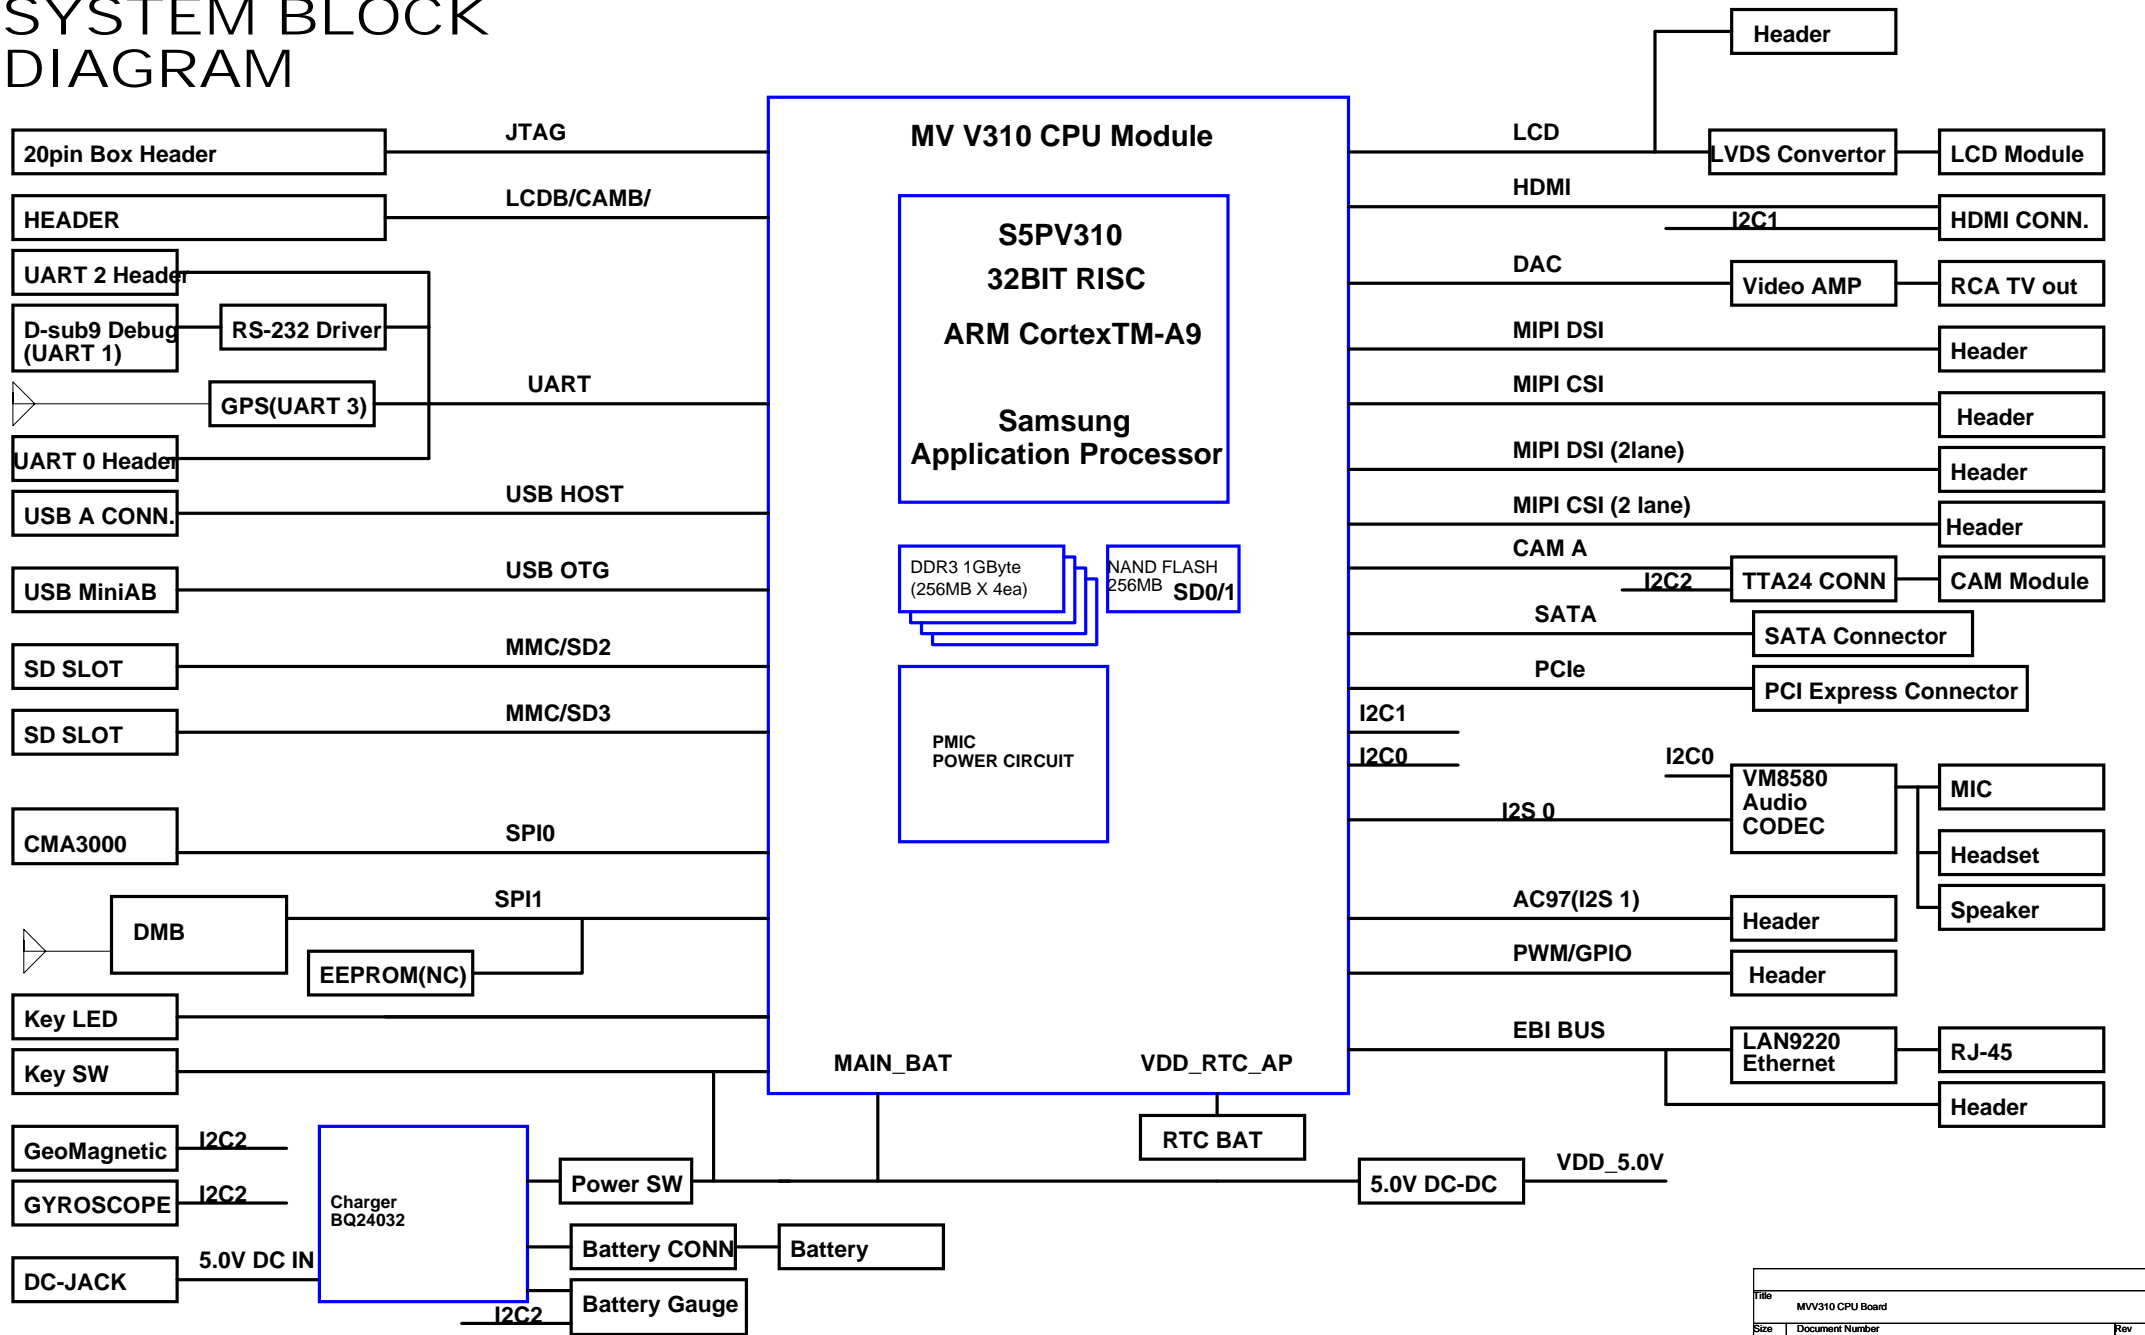 SYSTEM BLOCK
DIAGRAM
20pin Box Header
JTAG
HEADER
LCDB/CAMB/
UART 2 Header
D-sub9 Debug
(UART 1)
RS-232 Driver
GPS(UART 3)
UART
UART 0 Header
USB A CONN.
USB HOST
USB MiniAB
USB OTG
SD SLOT
MMC/SD2
SD SLOT
MMC/SD3
CMA3000
SPI0
DMB
SPI1
EEPROM(NC)
Key LED
Key SW
GeoMagnetic
I2C2
GYROSCOPE
I2C2
DC-JACK
5.0V DC IN
Charger
BQ24032
Power SW
Battery CONN
Battery
Battery Gauge
I2C2
MV V310 CPU Module
S5PV310
32BIT RISC
ARM CortexTM-A9
Samsung
Application Processor
DDR3 1GByte
(256MB X 4ea)
NAND FLASH
256MB
SD0/1
PMIC
POWER CIRCUIT
MAIN_BAT
VDD_RTC_AP
RTC BAT
5.0V DC-DC
VDD_5.0V
Header
LCD
LVDS Convertor
LCD Module
HDMI
I2C1
HDMI CONN.
DAC
Video AMP
RCA TV out
MIPI DSI
Header
MIPI CSI
Header
MIPI DSI (2lane)
Header
MIPI CSI (2 lane)
Header
CAM A
I2C2
TTA24 CONN
CAM Module
SATA
SATA Connector
PCIe
PCI Express Connector
I2C1
I2C0
I2C0
I2S 0
VM8580
Audio
CODEC
MIC
Headset
Speaker
AC97(I2S 1)
Header
PWM/GPIO
Header
EBI BUS
LAN9220
Ethernet
RJ-45
Header
Title
MVV310 CPU Board
Size
Document Number
Rev